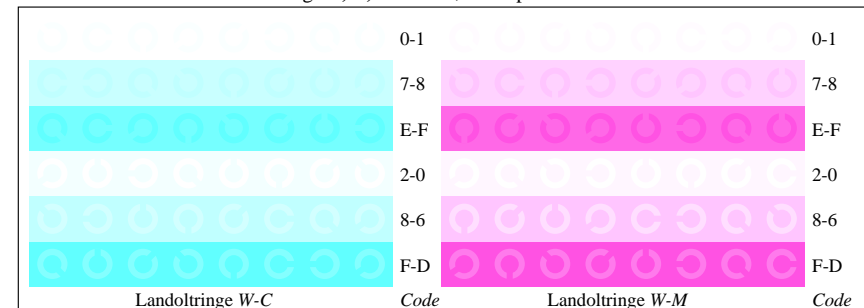 0-1 0-1
7-8 7-8
E-F E-F
2-0 2-0
8-6 8-6
F-D F-D
Landoltringe W-C Code Landoltringe W-M Code